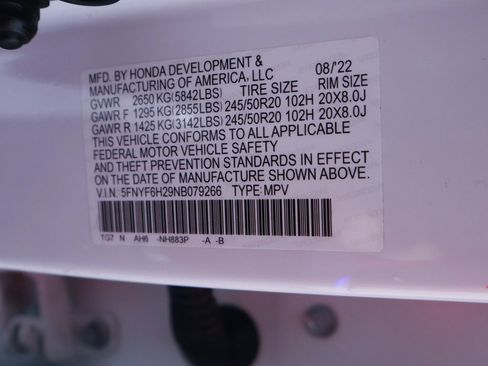 MFD. BY HONDA DEVELOPMENT &
MANUFACTURING OF AMERICA, LLC 08/'22
GVWR 2650 KG(5842LBS) TIRE SIZE RIM SIZE
GAWR F 1295 KG(2855LBS) 245/50R20 102H 20X8.0J
GAWR R 1425 KG(3142LBS) 245/50R20 102H 20X8.0J
THIS VEHICLE CONFORMS TO ALL APPLICABLE
FEDERAL MOTOR VEHICLE SAFETY
AND THEFT PREVENTION STANDARDS IN EFFECT
ON THE DATE OF MANUFACTURE SHOWN ABOVE.
V.I.N. 5FNYF6H29NB079266 TYPE: MPV
TG7 N AH6 -NH883P -A -B